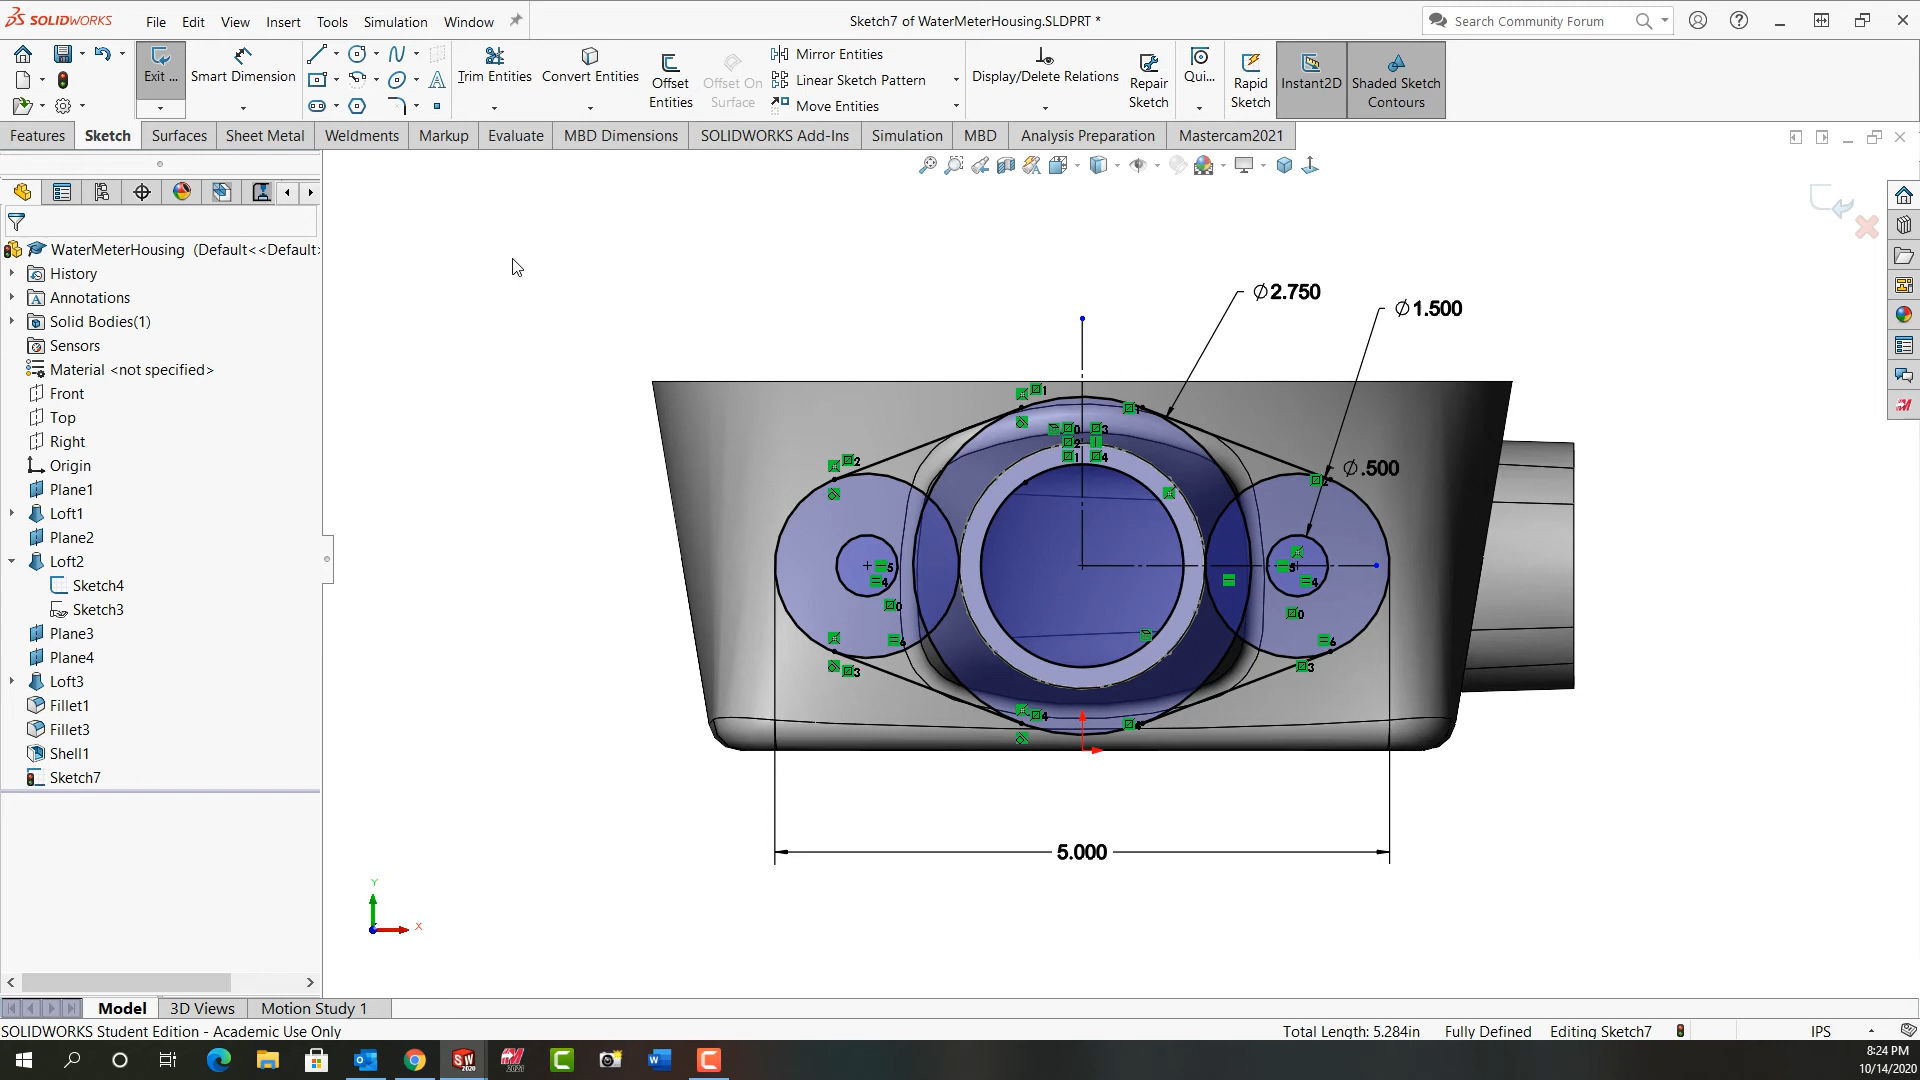 SOLIDWORKS File Edit View Insert Tools Simulation Window Sketch7 of WaterMeterHousing.SLDPRT * Search Community Forum
Exit ... Smart Dimension Trim Entities Convert Entities Offset Entities Offset On Surface Mirror Entities Linear Sketch Pattern Move Entities Display/Delete Relations Repair Sketch Qui... Rapid Sketch Instant2D Shaded Sketch Contours
Features Sketch Surfaces Sheet Metal Weldments Markup Evaluate MBD Dimensions SOLIDWORKS Add-Ins Simulation MBD Analysis Preparation Mastercam2021
WaterMeterHousing (Default<<Default>
History
Annotations
Solid Bodies(1)
Sensors
Material <not specified>
Front
Top
Right
Origin
Plane1
Loft1
Plane2
Loft2
Sketch4
Sketch3
Plane3
Plane4
Loft3
Fillet1
Fillet3
Shell1
Sketch7
∅2.750
∅1.500
∅.500
5.000
Y
X
Model 3D Views Motion Study 1
SOLIDWORKS Student Edition - Academic Use Only Total Length: 5.284in Fully Defined Editing Sketch7 IPS
8:24 PM
10/14/2020